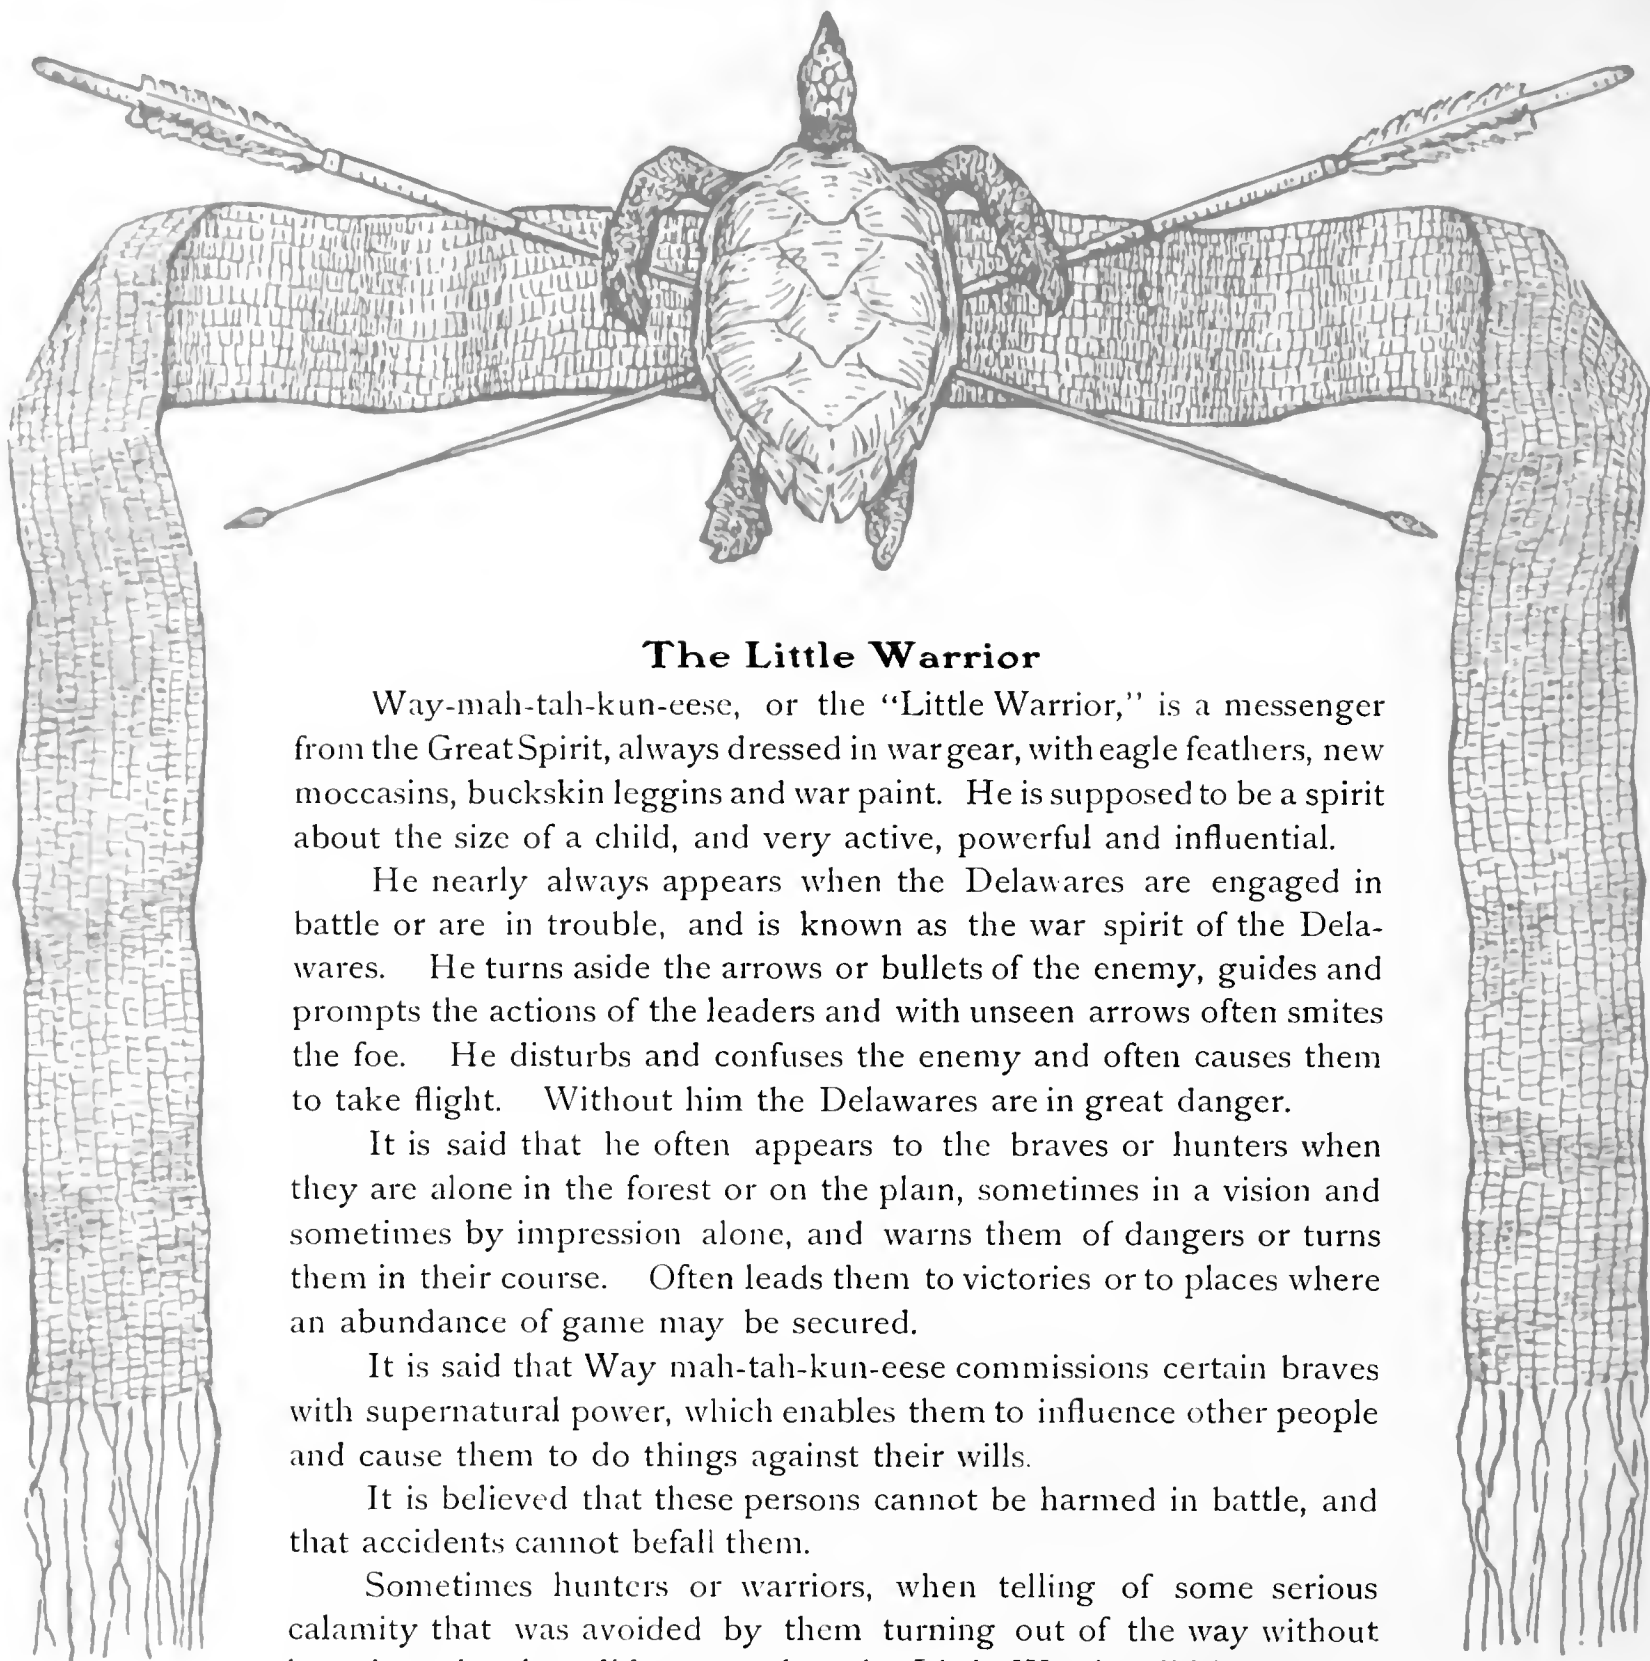 The Little Warrior
Way-mah-tah-kun-eese, or the “Little Warrior,” is a messenger
from the Great Spirit, always dressed in war gear, with eagle feathers, new
moccasins, buckskin leggins and war paint. He is supposed to be a spirit
about the size of a child, and very active, powerful and influential.
He nearly always appears when the Delawares are engaged in
battle or are in trouble, and is known as the war spirit of the Dela-
wares. He turns aside the arrows or bullets of the enemy, guides and
prompts the actions of the leaders and with unseen arrows often smites
the foe. He disturbs and confuses the enemy and often causes them
to take flight. Without him the Delawares are in great danger.
It is said that he often appears to the braves or hunters when
they are alone in the forest or on the plain, sometimes in a vision and
sometimes by impression alone, and warns them of dangers or turns
them in their course. Often leads them to victories or to places where
an abundance of game may be secured.
It is said that Way mah-tah-kun-eese commissions certain braves
with supernatural power, which enables them to influence other people
and cause them to do things against their wills.
It is believed that these persons cannot be harmed in battle, and
that accidents cannot befall them.
Sometimes hunters or warriors, when telling of some serious
calamity that was avoided by them turning out of the way without